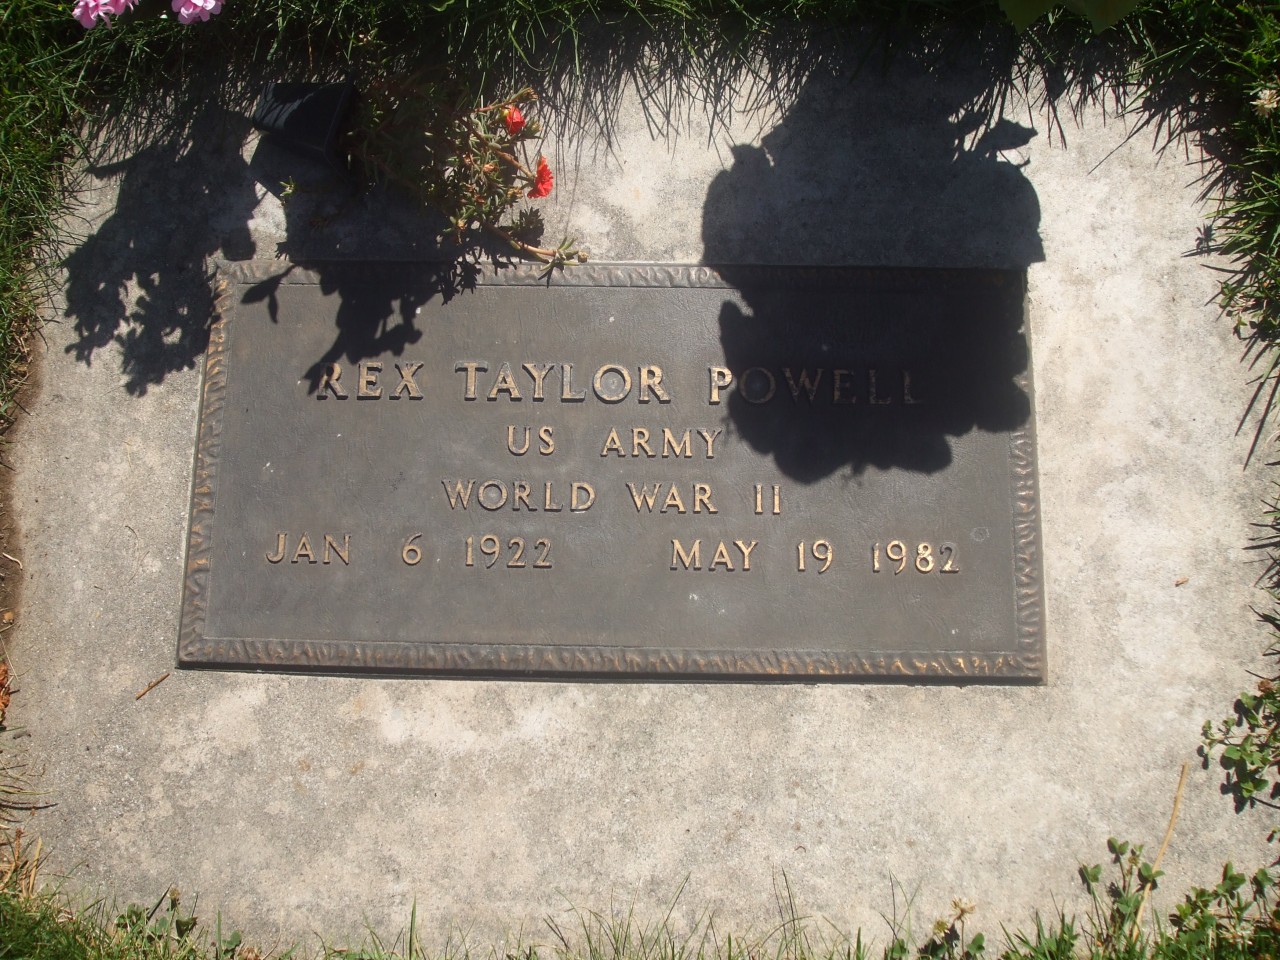 REX TAYLOR POWELL
US ARMY
WORLD WAR II
JAN 6 1922 MAY 19 1982